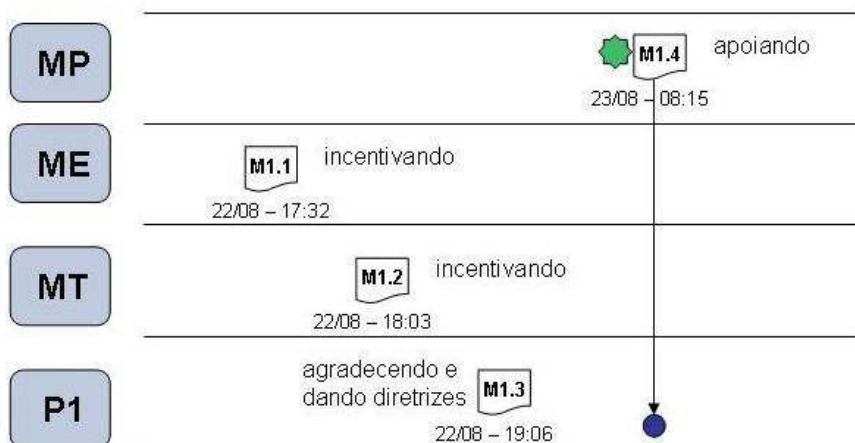 MP
M1.4
apoiando
23/08 – 08:15
ME
M1.1
incentivando
22/08 – 17:32
MT
M1.2
incentivando
22/08 – 18:03
P1
agradecendo e
dando diretrizes
M1.3
22/08 – 19:06